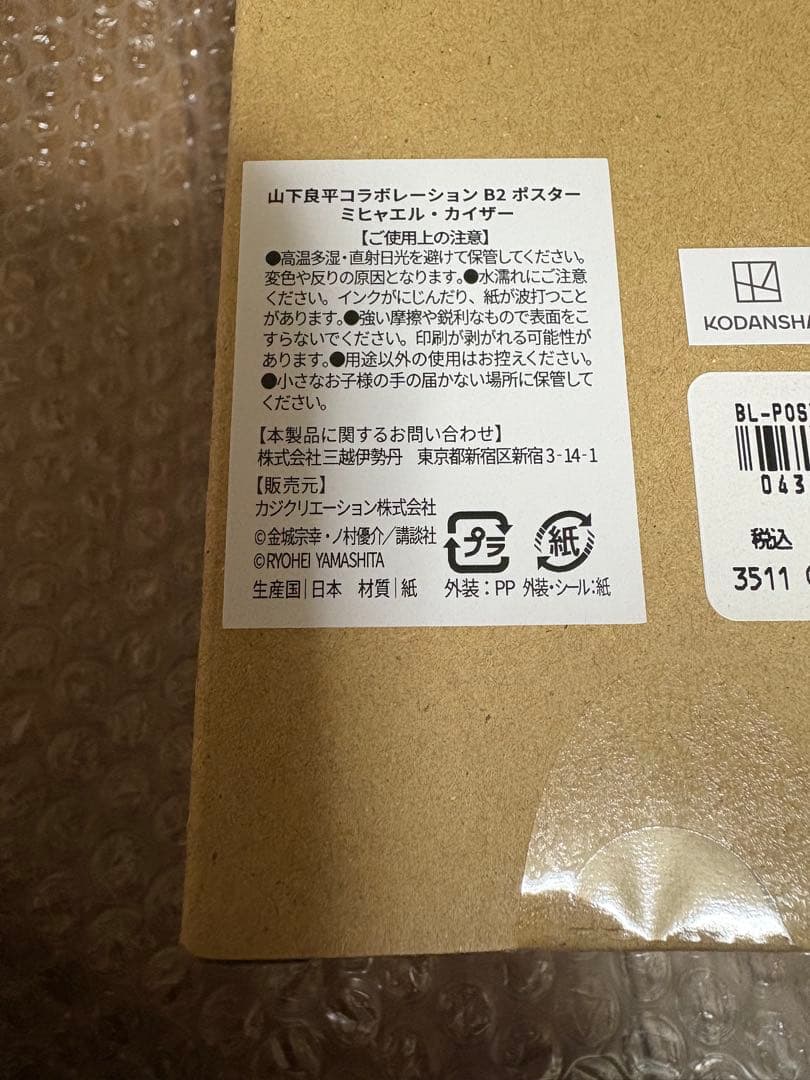 山下良平コラボレーション B2 ポスター
ミヒャエル・カイザー
【ご使用上の注意】
●高温多湿・直射日光を避けて保管してください。
変色や反りの原因となります。●水濡れにご注意
ください。インクがにじんだり、紙が波打つこと
があります。●強い摩擦や鋭利なもので表面をこ
すらないでください。印刷が剥がれる可能性が
あります。●用途以外の使用はお控えください。
●小さなお子様の手の届かない場所に保管して
ください。
【本製品に関するお問い合わせ】
株式会社三越伊勢丹 東京都新宿区新宿3-14-1
【販売元】
カジクリエーション株式会社
©金城宗幸・ノ村優介／講談社
©RYOHEI YAMASHITA
プラ
紙
生産国|日本 材質|紙 外装：PP 外装・シール：紙
KODANSHA
BL-POS
043
税込
3511